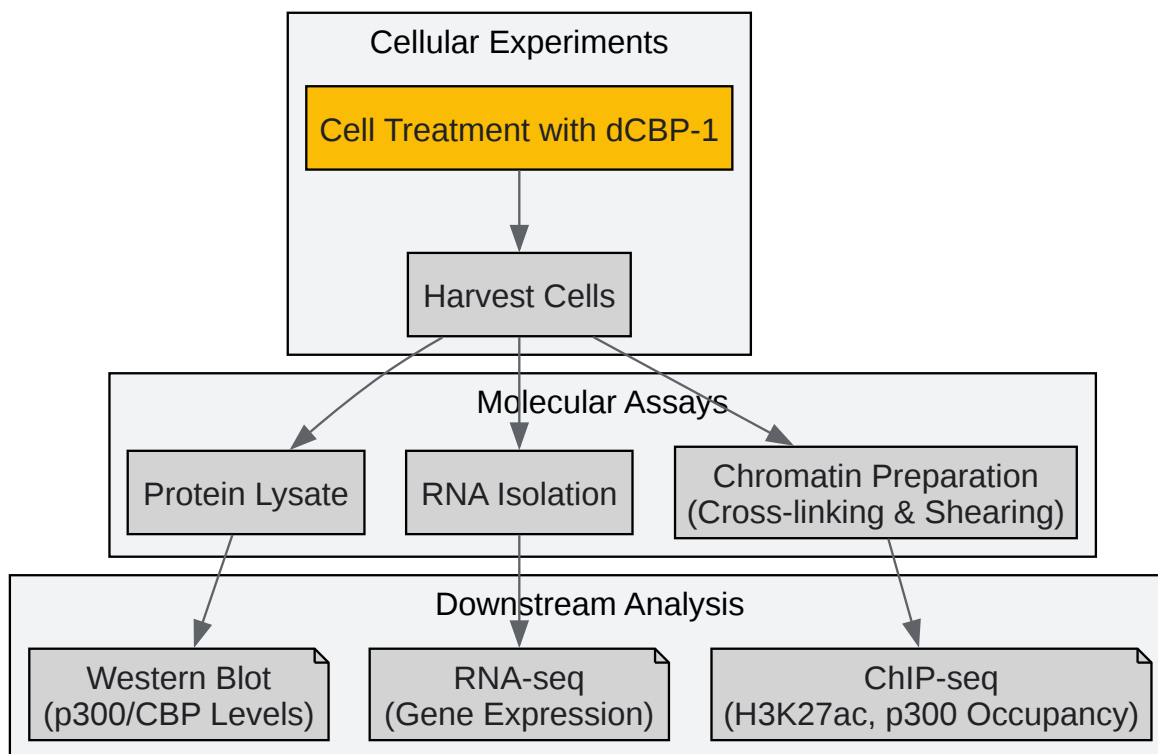 Cellular Experiments
Cell Treatment with dCBP-1
Harvest Cells
Molecular Assays
Protein Lysate
RNA Isolation
Chromatin Preparation
(Cross-linking & Shearing)
Downstream Analysis
Western Blot
(p300/CBP Levels)
RNA-seq
(Gene Expression)
ChIP-seq
(H3K27ac, p300 Occupancy)